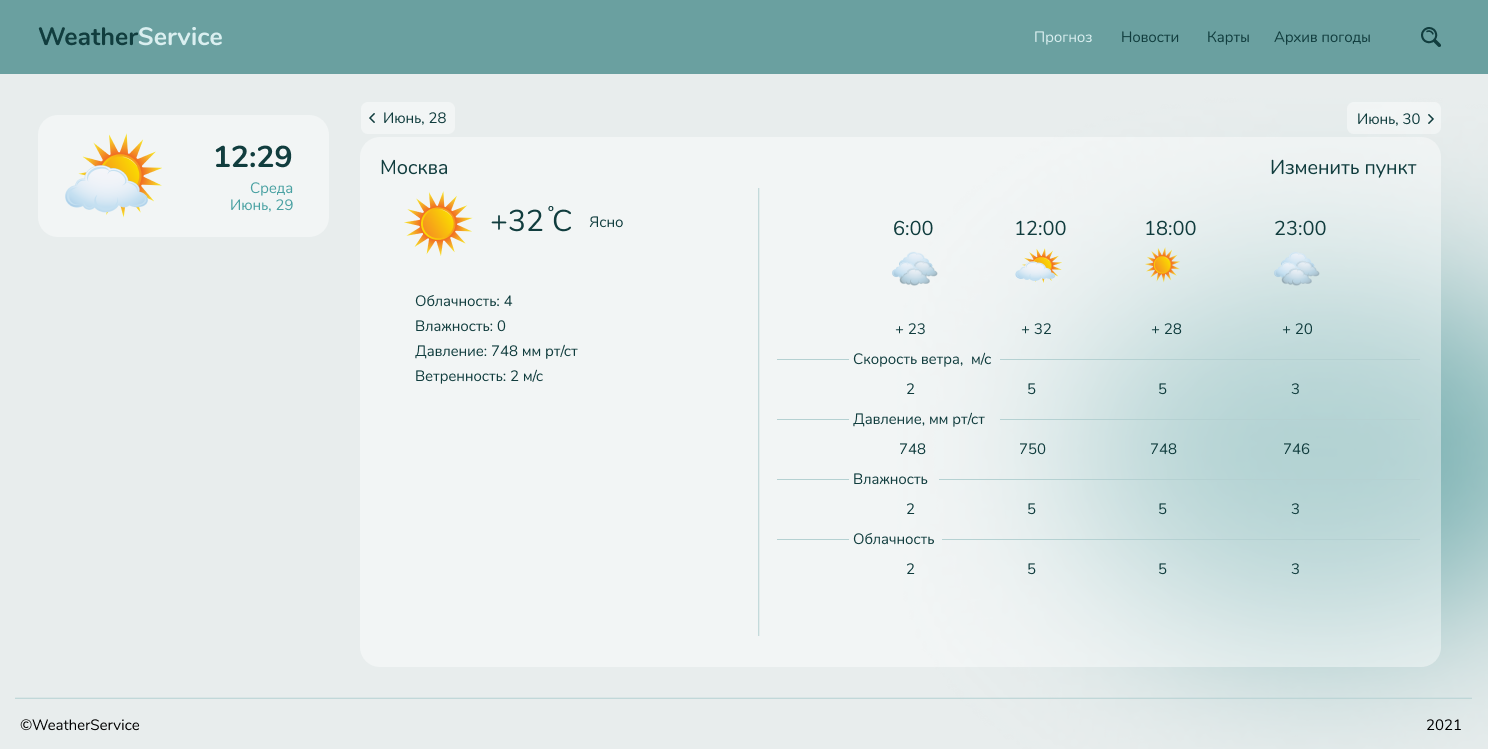 WeatherService Прогноз Новости Карты Архив погоды
Июнь, 28 Июнь, 30
12:29
Среда
Июнь, 29
Москва Изменить пункт
+32°C Ясно
Облачность: 4
Влажность: 0
Давление: 748 мм рт/ст
Ветренность: 2 м/с
6:00 12:00 18:00 23:00
+ 23 + 32 + 28 + 20
Скорость ветра, м/с
2 5 5 3
Давление, мм рт/ст
748 750 748 746
Влажность
2 5 5 3
Облачность
2 5 5 3
©WeatherService 2021